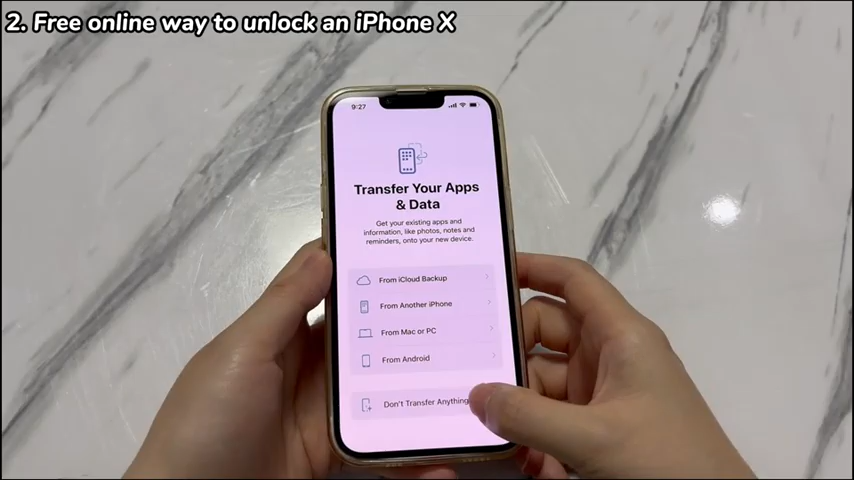 2. Free online way to unlock an iPhone X
9:27
Transfer Your Apps
& Data
Get your existing apps and
information, like photos, notes and
reminders, onto your new device.
From iCloud Backup
From Another iPhone
From Mac or PC
From Android
Don't Transfer Anything